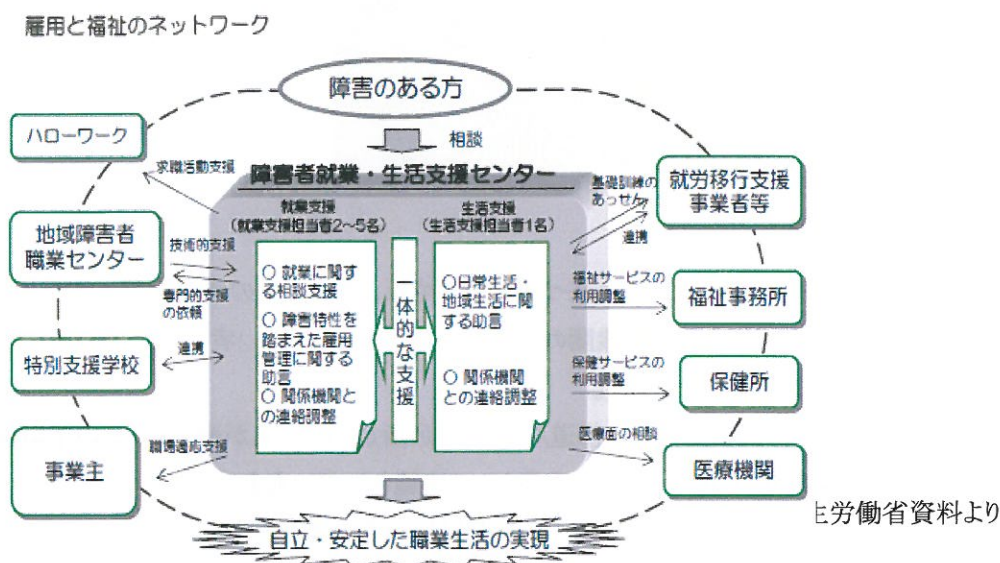 雇用と福祉のネットワーク
障害のある方
相談
ハローワーク
求職活動支援
障害者就業・生活支援センター
基礎訓練の
あっせん
就労移行支援
事業者等
連携
就業支援
(就業支援担当者2~5名)
生活支援
(生活支援担当者1名)
地域障害者
職業センター
技術的支援
専門的支援
の依頼
○ 就業に関す
る相談支援
○ 障害特性を
踏まえた雇用
管理に関する
助言
○ 関係機関と
の連絡調整
一体的な支援
○日常生活・
地域生活に関
する助言
○ 関係機関
との連絡調整
福祉サービスの
利用調整
福祉事務所
特別支援学校
連携
保健サービスの
利用調整
保健所
事業主
職場適応支援
医療面の相談
医療機関
生労働省資料より
自立・安定した職業生活の実現